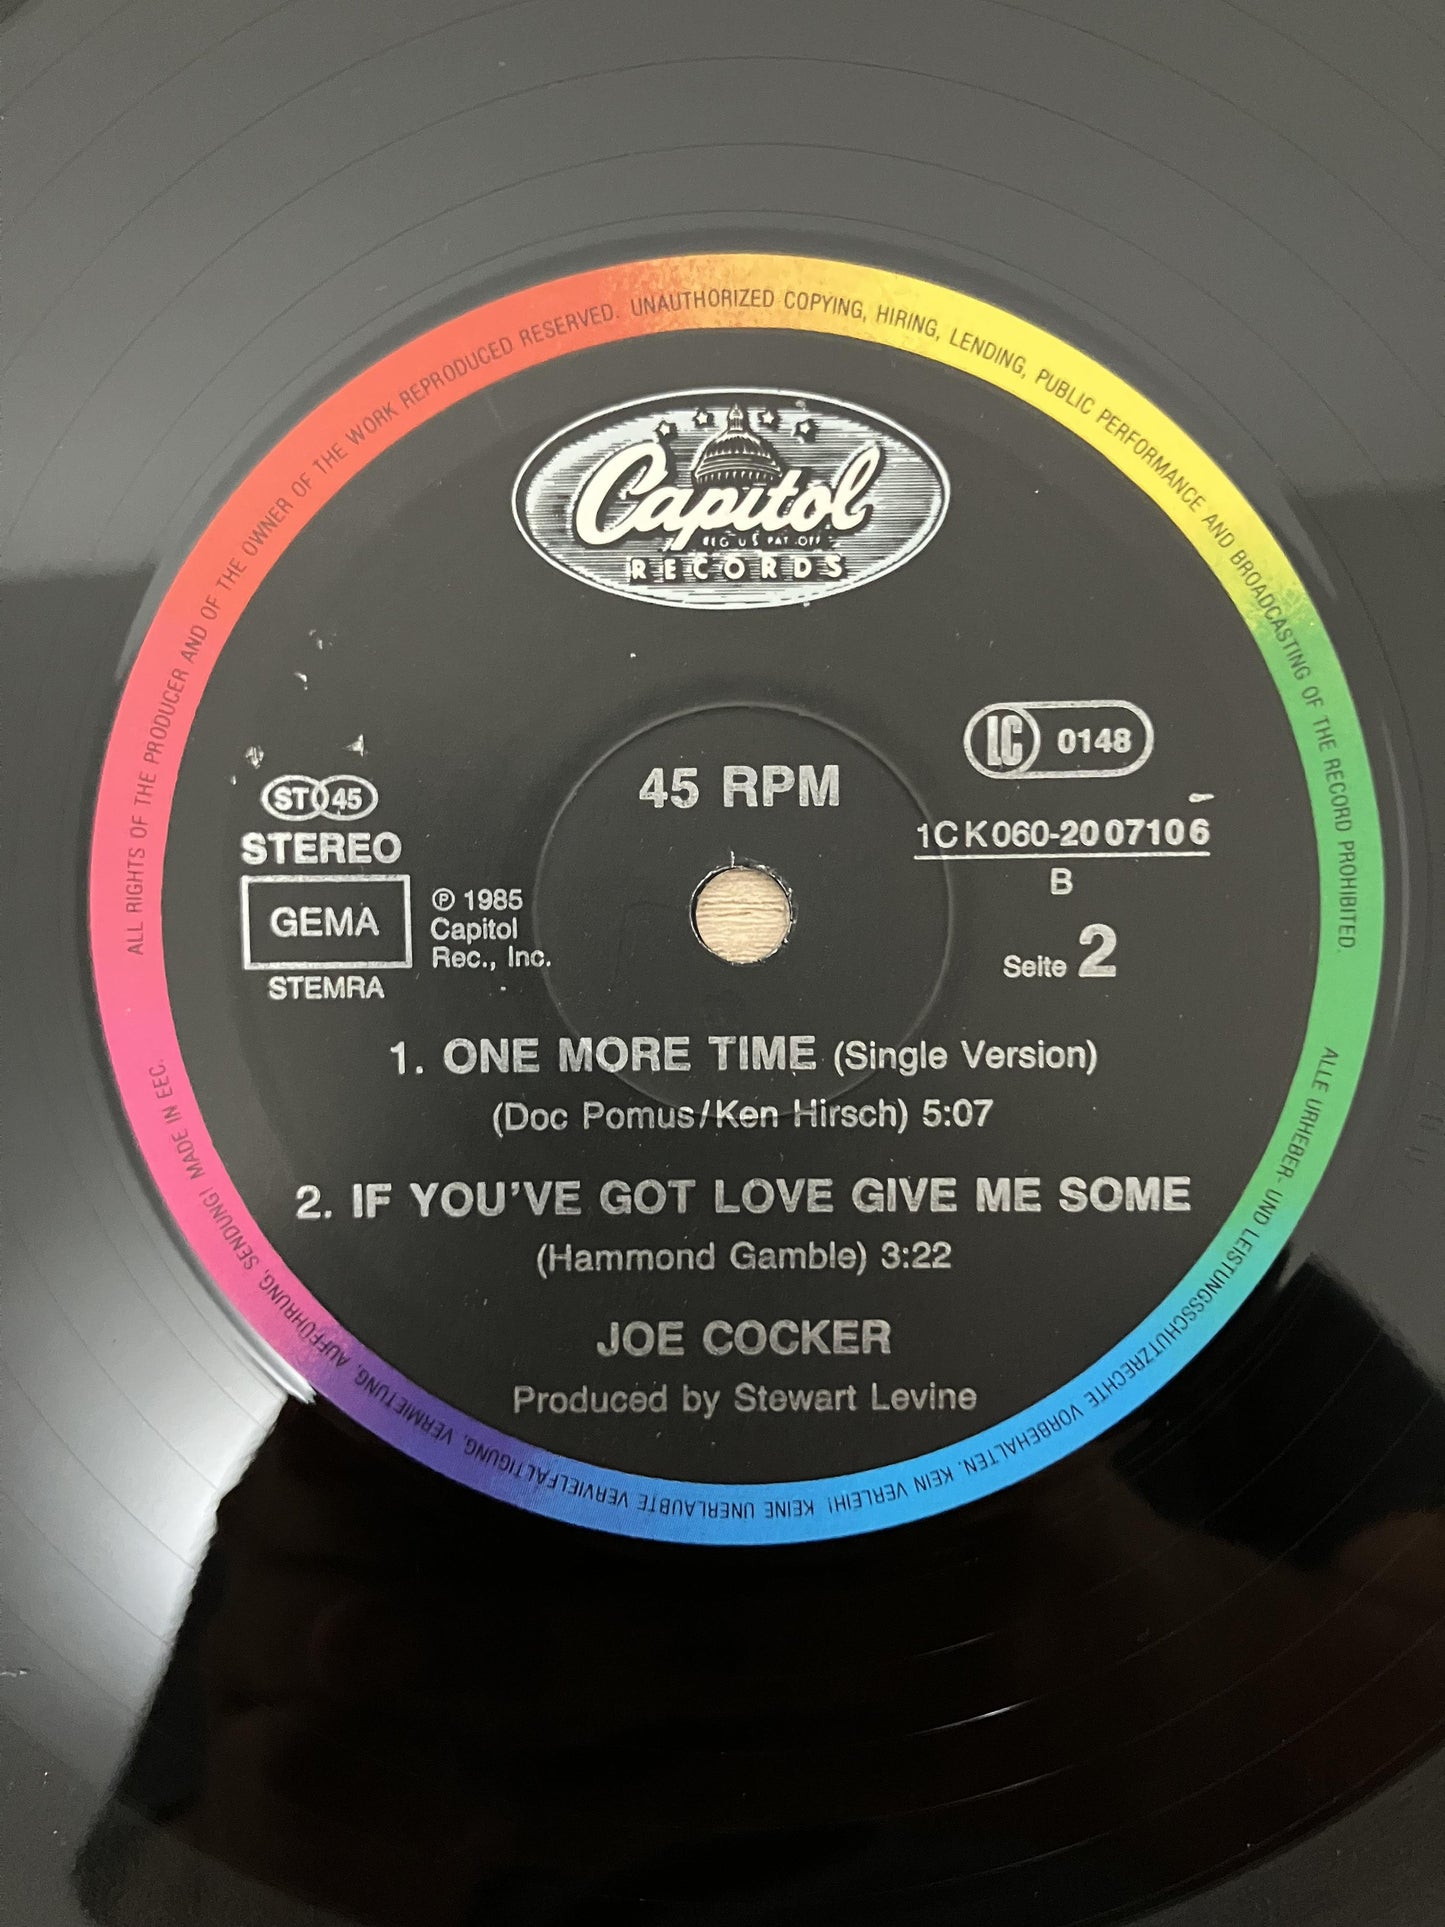 ALL RIGHTS OF THE PRODUCER AND OF THE OWNER OF THE WORK REPRODUCED RESERVED. UNAUTHORIZED COPYING, HIRING, LENDING, PUBLIC PERFORMANCE AND BROADCASTING OF THE RECORD PROHIBITED.
Capitol
REG US PAT OFF
RECORDS
LC 0148
45 RPM
ST 45
STEREO
GEMA
STEMRA
℗ 1985
Capitol
Rec., Inc.
1C K060-20 0710 6
B
Seite 2
1. ONE MORE TIME (Single Version)
(Doc Pomus/Ken Hirsch) 5:07
2. IF YOU'VE GOT LOVE GIVE ME SOME
(Hammond Gamble) 3:22
JOE COCKER
Produced by Stewart Levine
ALLE URHEBER- UND LEISTUNGSSCHUTZRECHTE VORBEHALTEN. KEIN VERLEIH! KEINE UNERLAUBTE VERVIELFÄLTIGUNG, VERMIETUNG, AUFFÜHRUNG, SENDUNG! MADE IN EEC.